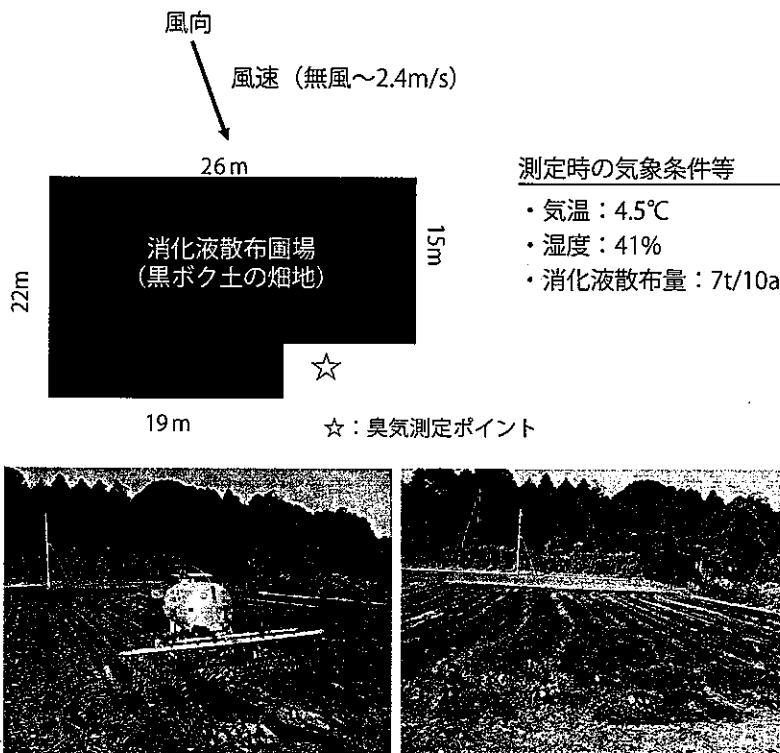 風向
風速（無風〜2.4m/s）
26m
消化液散布圃場
（黒ボク土の畑地）
22m
15m
19m
☆：臭気測定ポイント
測定時の気象条件等
・気温：4.5℃
・湿度：41%
・消化液散布量：7t/10a